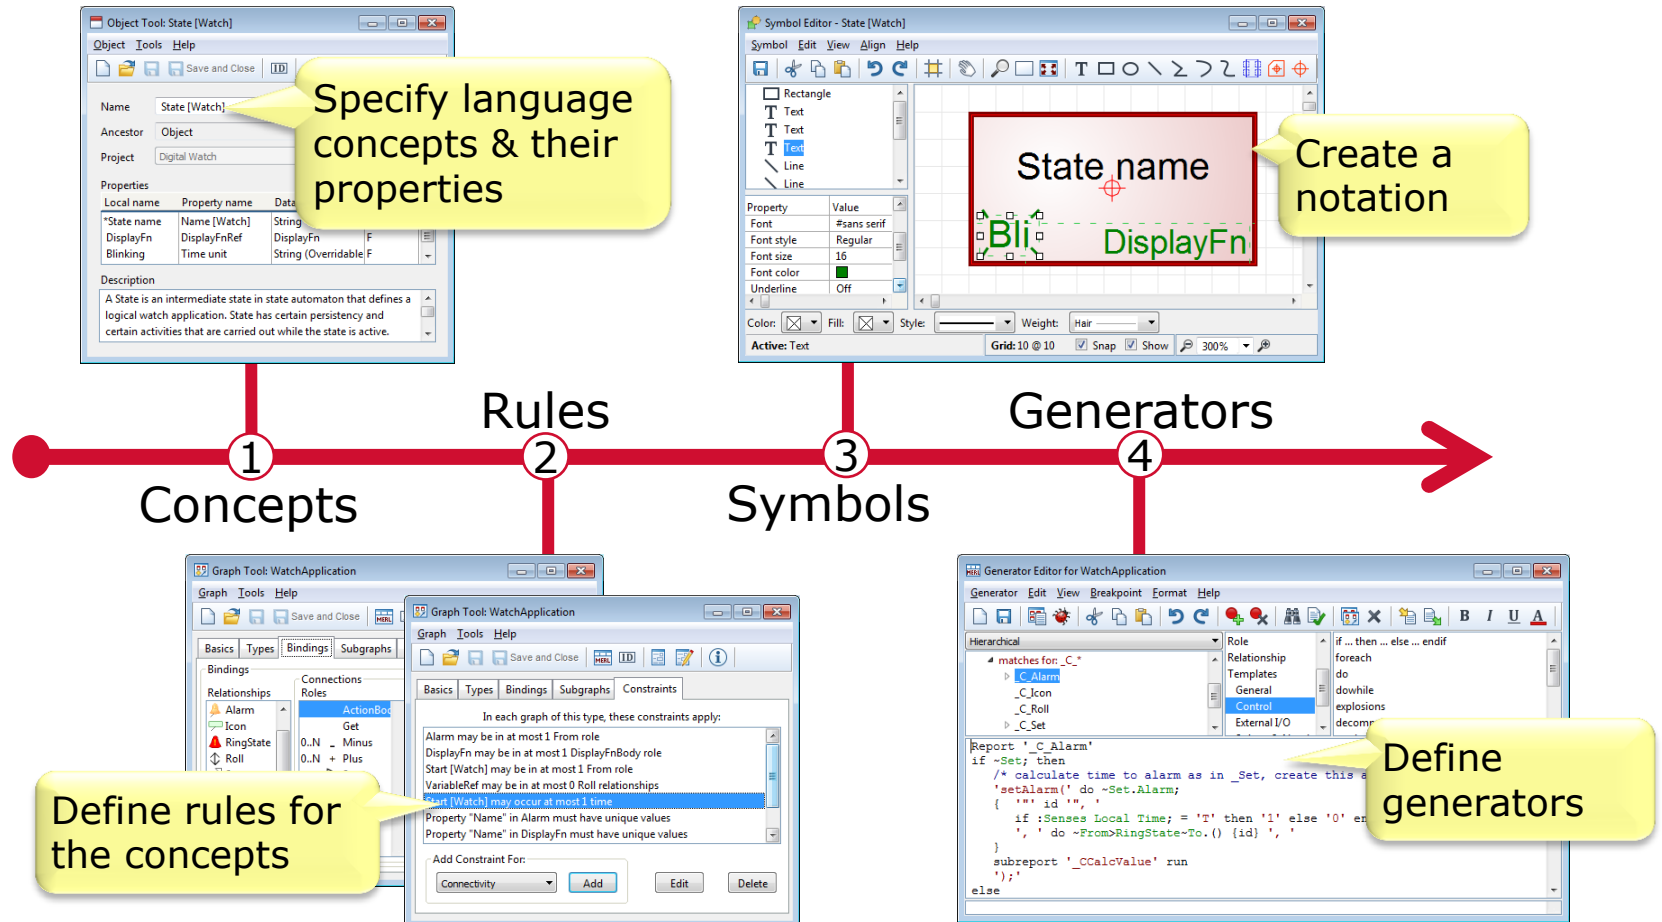 Object Tool: State [Watch]
Object Tools Help
Save and Close ID
Name State [Watch]
Ancestor Object
Project Digital Watch
Properties
Local name Property name Data
*State name Name [Watch] String
DisplayFn DisplayFnRef DisplayFn F
Blinking Time unit String (Overridable F
Description
A State is an intermediate state in state automaton that defines a
logical watch application. State has certain persistency and
certain activities that are carried out while the state is active.
Specify language
concepts & their
properties
Symbol Editor - State [Watch]
Symbol Edit View Align Help
T
Rectangle
T Text
T Text
T Text
Line
Line
Property Value
Font #sans serif
Font style Regular
Font size 16
Font color
Underline Off
State name
Bli
DisplayFn
Color: Fill: Style: Weight: Hair
Active: Text Grid: 10 @ 10 Snap Show 300%
Create a
notation
Rules
Generators
1
2
3
4
Concepts
Symbols
Graph Tool: WatchApplication
Graph Tools Help
Save and Close MERL
Basics Types Bindings Subgraphs
Bindings
Connections
Relationships Roles
Alarm ActionBod
Icon Get
RingState 0..N Minus
Roll 0..N + Plus
Graph Tool: WatchApplication
Graph Tools Help
Save and Close MERL ID
Basics Types Bindings Subgraphs Constraints
In each graph of this type, these constraints apply:
Alarm may be in at most 1 From role
DisplayFn may be in at most 1 DisplayFnBody role
Start [Watch] may be in at most 1 From role
VariableRef may be in at most 0 Roll relationships
Start [Watch] may occur at most 1 time
Property "Name" in Alarm must have unique values
Property "Name" in DisplayFn must have unique values
Add Constraint For:
Connectivity Add Edit Delete
Define rules for
the concepts
Generator Editor for WatchApplication
Generator Edit View Breakpoint Format Help
B I U A
Hierarchical
matches for: _C_*
_C_Alarm
_C_Icon
_C_Roll
_C_Set
Role
Relationship
Templates
General
Control
External I/O
if ... then ... else ... endif
foreach
do
dowhile
explosions
decomp
Report '_C_Alarm'
if ~Set; then
/* calculate time to alarm as in _Set, create this a
'setAlarm(' do ~Set.Alarm;
{ '"' id '", '
if :Senses Local Time; = 'T' then '1' else '0' en
', ' do ~From>RingState~To.() {id} ', '
}
subreport '_CCalcValue' run
');'
else
Define
generators